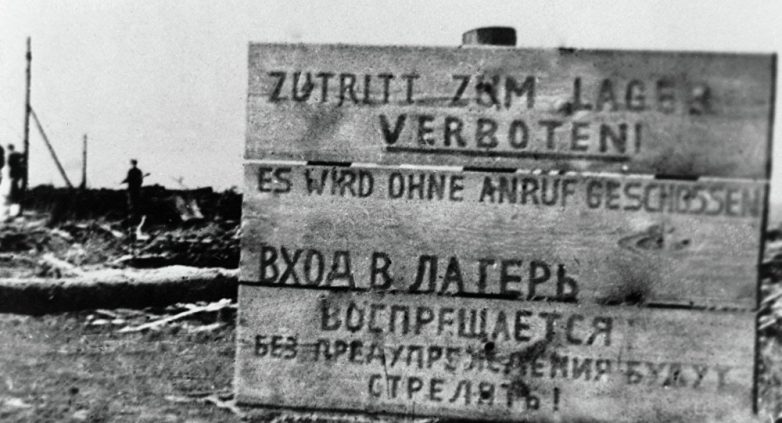 ZUTRITT ZUM LAGER
VERBOTEN!
ES WIRD OHNE ANRUF GESCHOSSEN
ВХОД В ЛАГЕРЬ
ВОСПРЕЩАЕТСЯ
БЕЗ ПРЕДУПРЕЖДЕНИЯ БУДУТ
СТРЕЛЯТЬ!